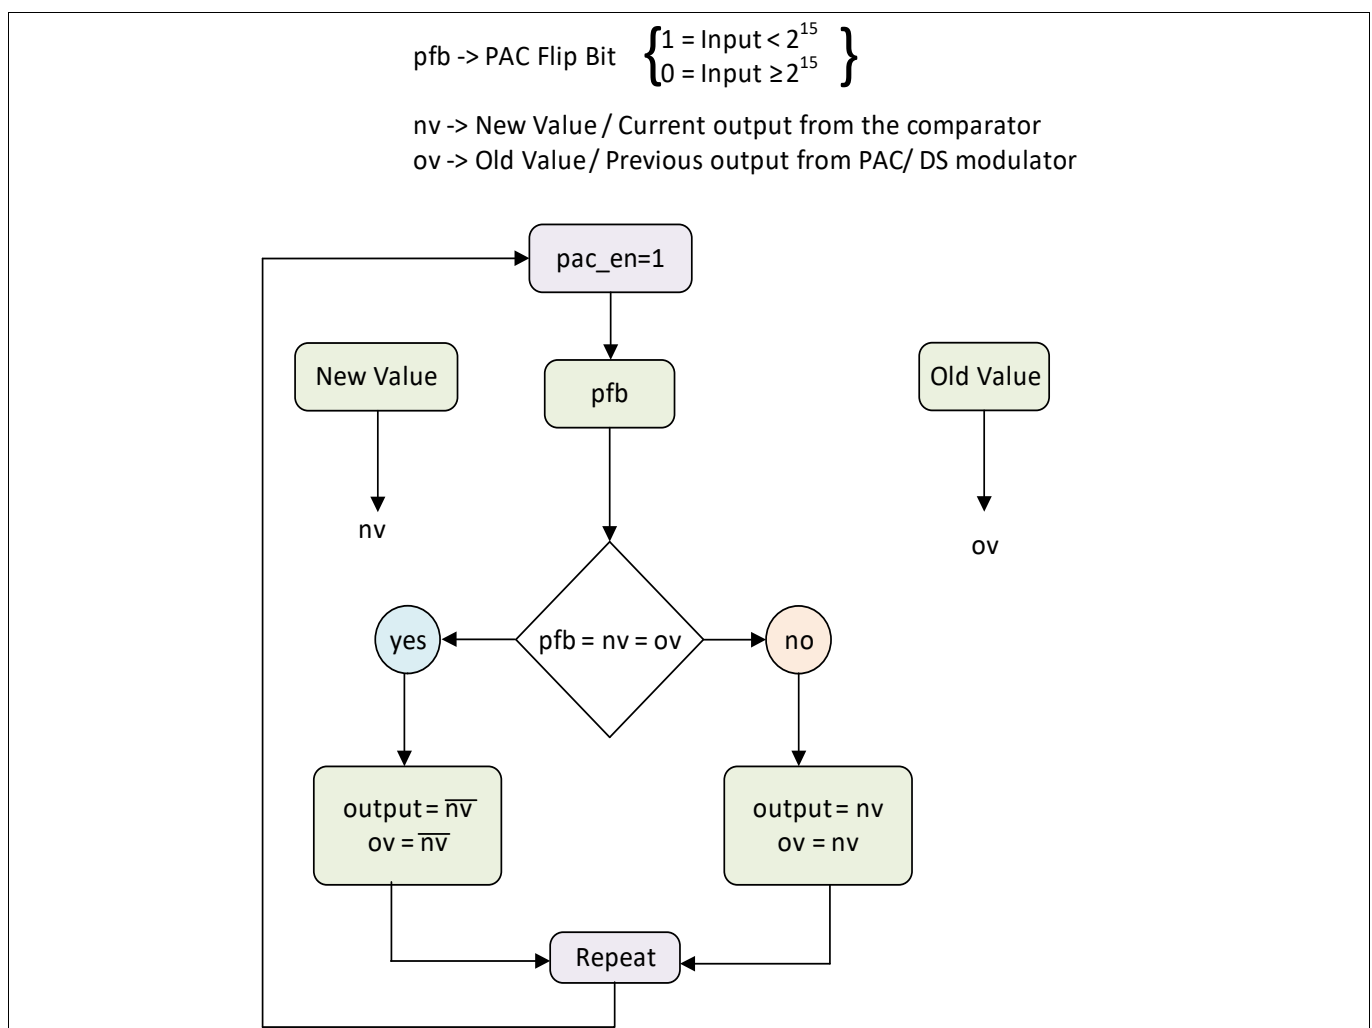 pfb -> PAC Flip Bit { 1 = Input < 2^15 }
0 = Input ≥ 2^15
nv -> New Value / Current output from the comparator
ov -> Old Value / Previous output from PAC/ DS modulator
pac_en=1
New Value
pfb
Old Value
nv
ov
yes
pfb = nv = ov
no
output = n̅v̅
ov = n̅v̅
output = nv
ov = nv
Repeat